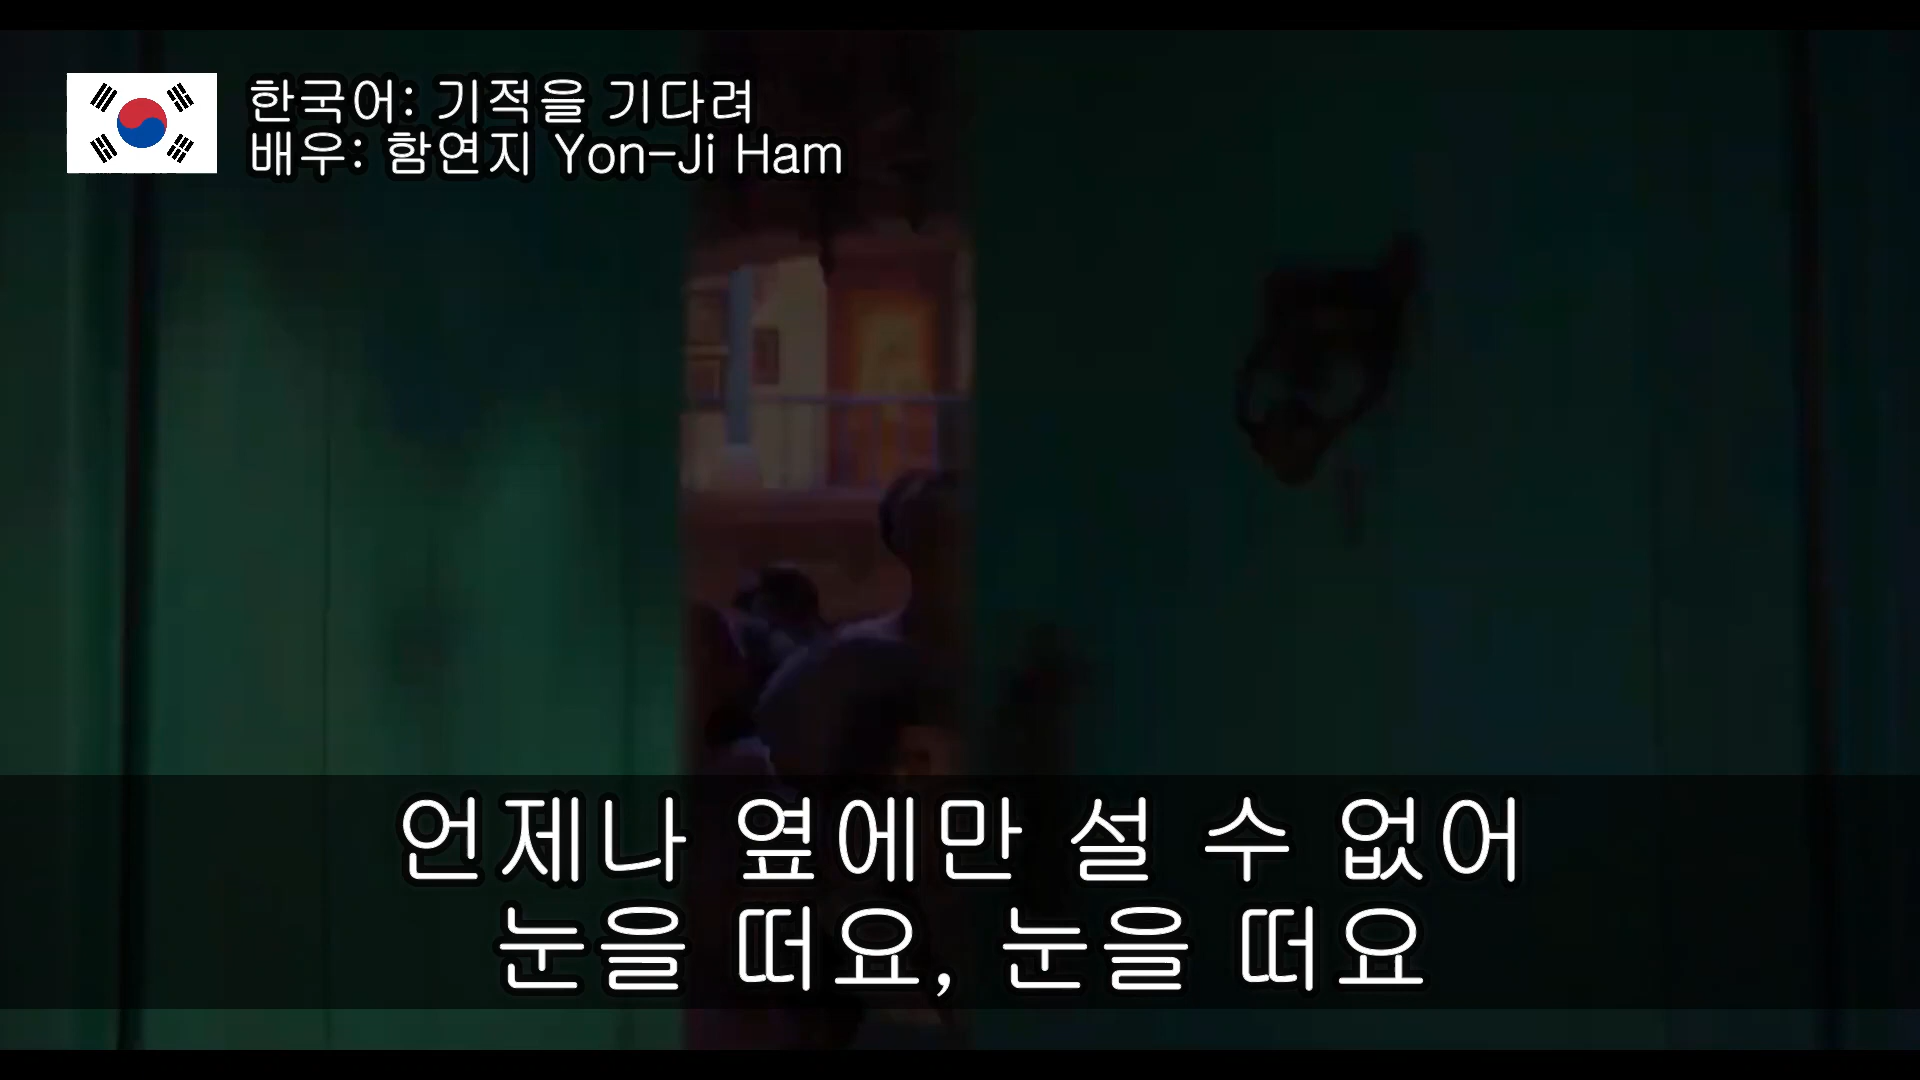 한국어: 기적을 기다려
배우: 함연지 Yon-Ji Ham
언제나 옆에만 설 수 없어
눈을 떠요, 눈을 떠요